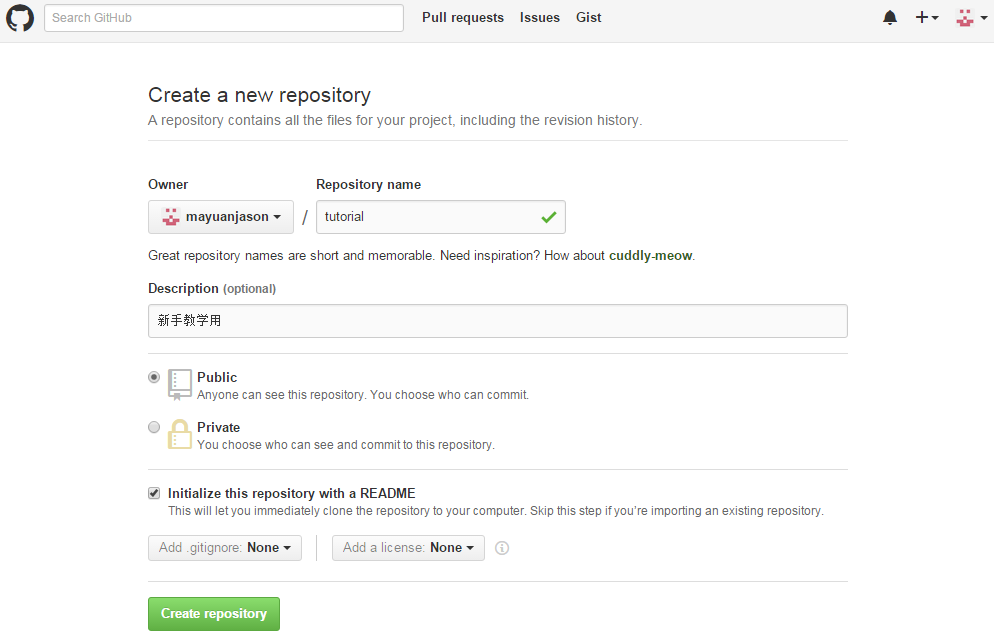 Search GitHub Pull requests Issues Gist
Create a new repository
A repository contains all the files for your project, including the revision history.
Owner Repository name
mayuanjason / tutorial
Great repository names are short and memorable. Need inspiration? How about cuddly-meow.
Description (optional)
新手教学用
Public
Anyone can see this repository. You choose who can commit.
Private
You choose who can see and commit to this repository.
Initialize this repository with a README
This will let you immediately clone the repository to your computer. Skip this step if you’re importing an existing repository.
Add .gitignore: None Add a license: None
Create repository